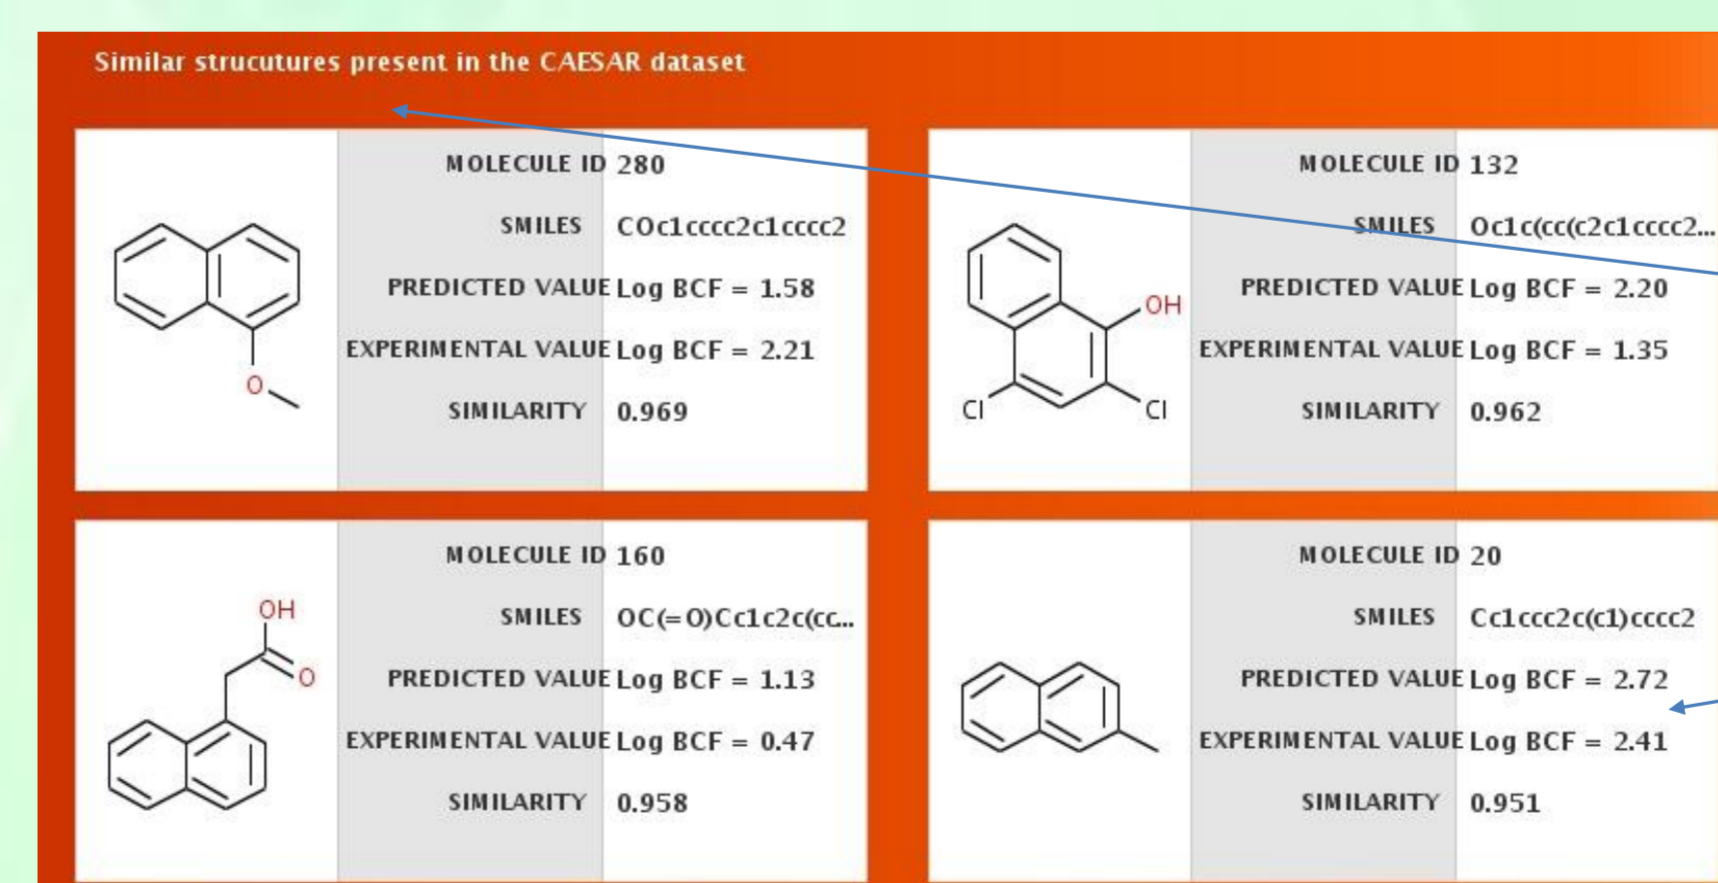 Similar strucutures present in the CAESAR dataset
MOLECULE ID 280
SMILES COc1cccc2c1cccc2
PREDICTED VALUE Log BCF = 1.58
EXPERIMENTAL VALUE Log BCF = 2.21
SIMILARITY 0.969
O
MOLECULE ID 132
SMILES Oc1c(cc(c2c1cccc2...
PREDICTED VALUE Log BCF = 2.20
EXPERIMENTAL VALUE Log BCF = 1.35
SIMILARITY 0.962
OH
Cl Cl
MOLECULE ID 160
SMILES OC(=O)Cc1c2c(cc...
PREDICTED VALUE Log BCF = 1.13
EXPERIMENTAL VALUE Log BCF = 0.47
SIMILARITY 0.958
OH
O
MOLECULE ID 20
SMILES Cc1ccc2c(c1)cccc2
PREDICTED VALUE Log BCF = 2.72
EXPERIMENTAL VALUE Log BCF = 2.41
SIMILARITY 0.951